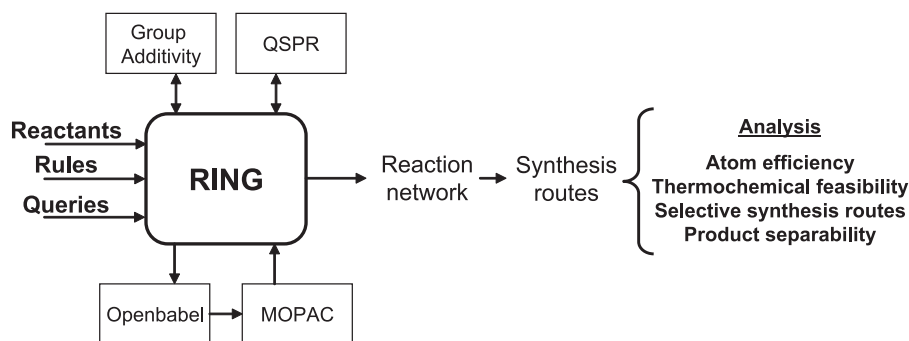 Group
Additivity
QSPR
Reactants
Rules
Queries
RING
Reaction
network
Synthesis
routes
Analysis
Atom efficiency
Thermochemical feasibility
Selective synthesis routes
Product separability
Openbabel
MOPAC